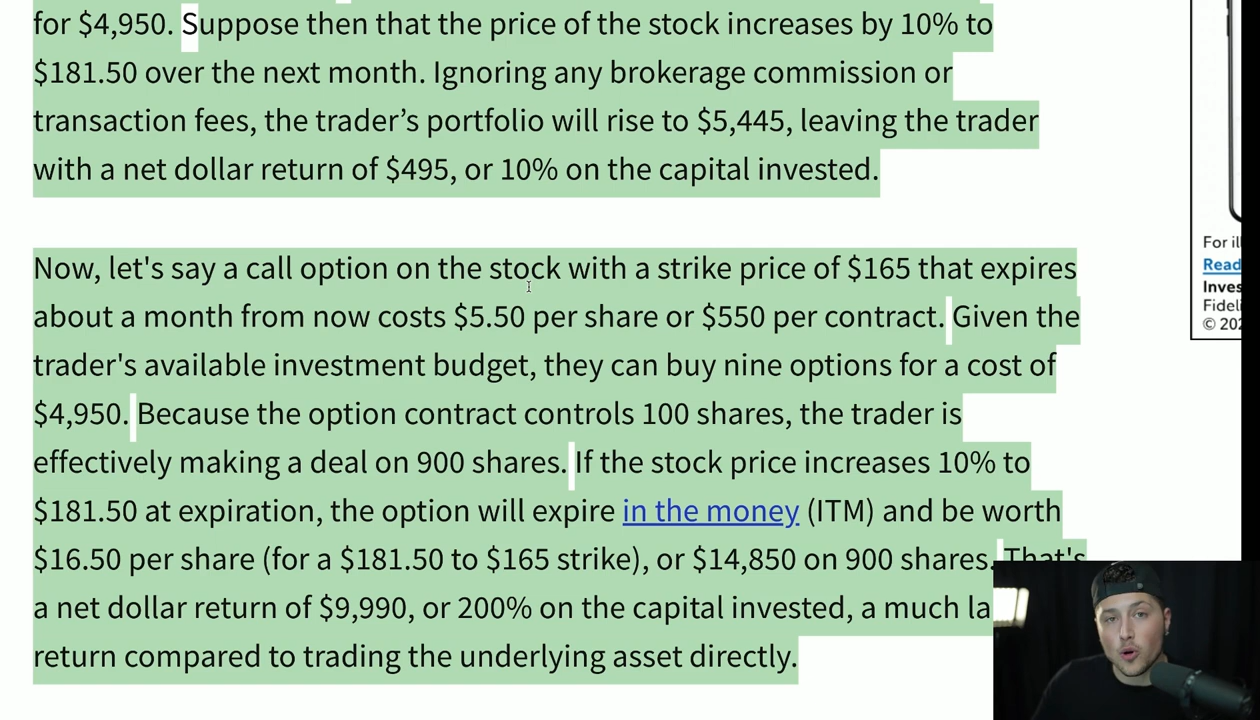 for $4,950. Suppose then that the price of the stock increases by 10% to
$181.50 over the next month. Ignoring any brokerage commission or
transaction fees, the trader’s portfolio will rise to $5,445, leaving the trader
with a net dollar return of $495, or 10% on the capital invested.
Now, let's say a call option on the stock with a strike price of $165 that expires
about a month from now costs $5.50 per share or $550 per contract. Given the
trader's available investment budget, they can buy nine options for a cost of
$4,950. Because the option contract controls 100 shares, the trader is
effectively making a deal on 900 shares. If the stock price increases 10% to
$181.50 at expiration, the option will expire in the money (ITM) and be worth
$16.50 per share (for a $181.50 to $165 strike), or $14,850 on 900 shares. That's
a net dollar return of $9,990, or 200% on the capital invested, a much la
return compared to trading the underlying asset directly.
For ill
Read
Inves
Fideli
© 202